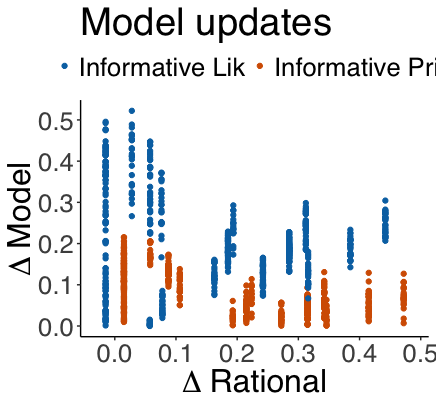 Model updates
Informative Lik Informative Pri
Δ Model
0.5
0.4
0.3
0.2
0.1
0.0
0.0 0.1 0.2 0.3 0.4 0.5
Δ Rational